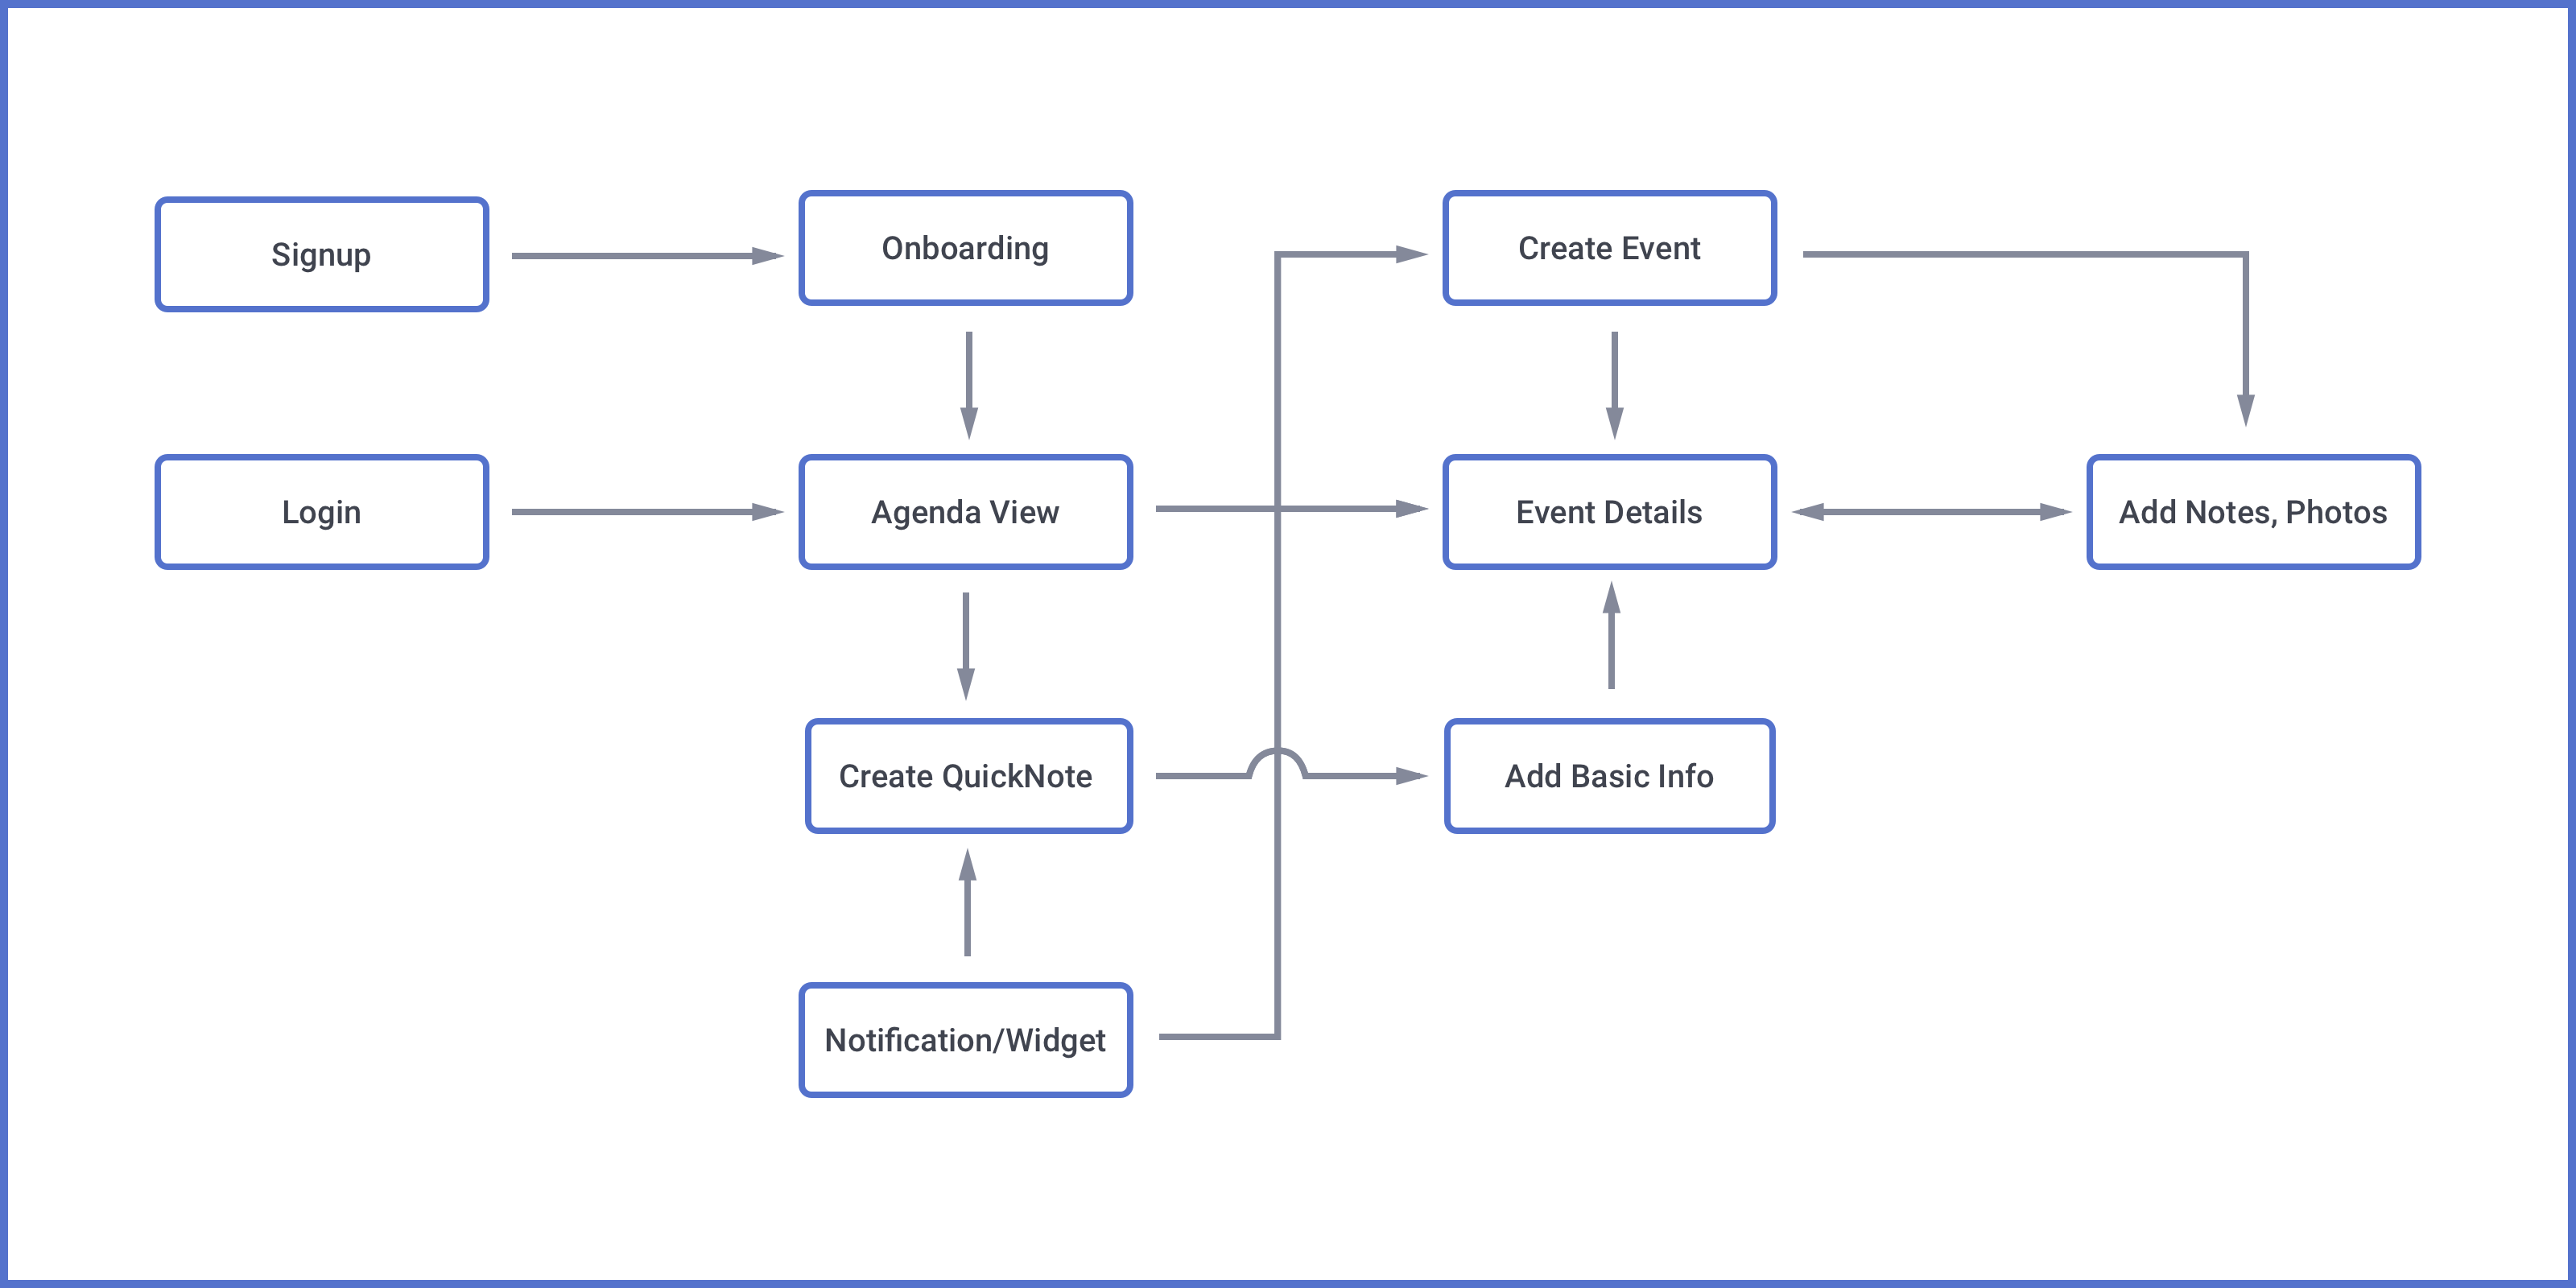 Signup
Onboarding
Create Event
Login
Agenda View
Event Details
Add Notes, Photos
Create QuickNote
Add Basic Info
Notification/Widget